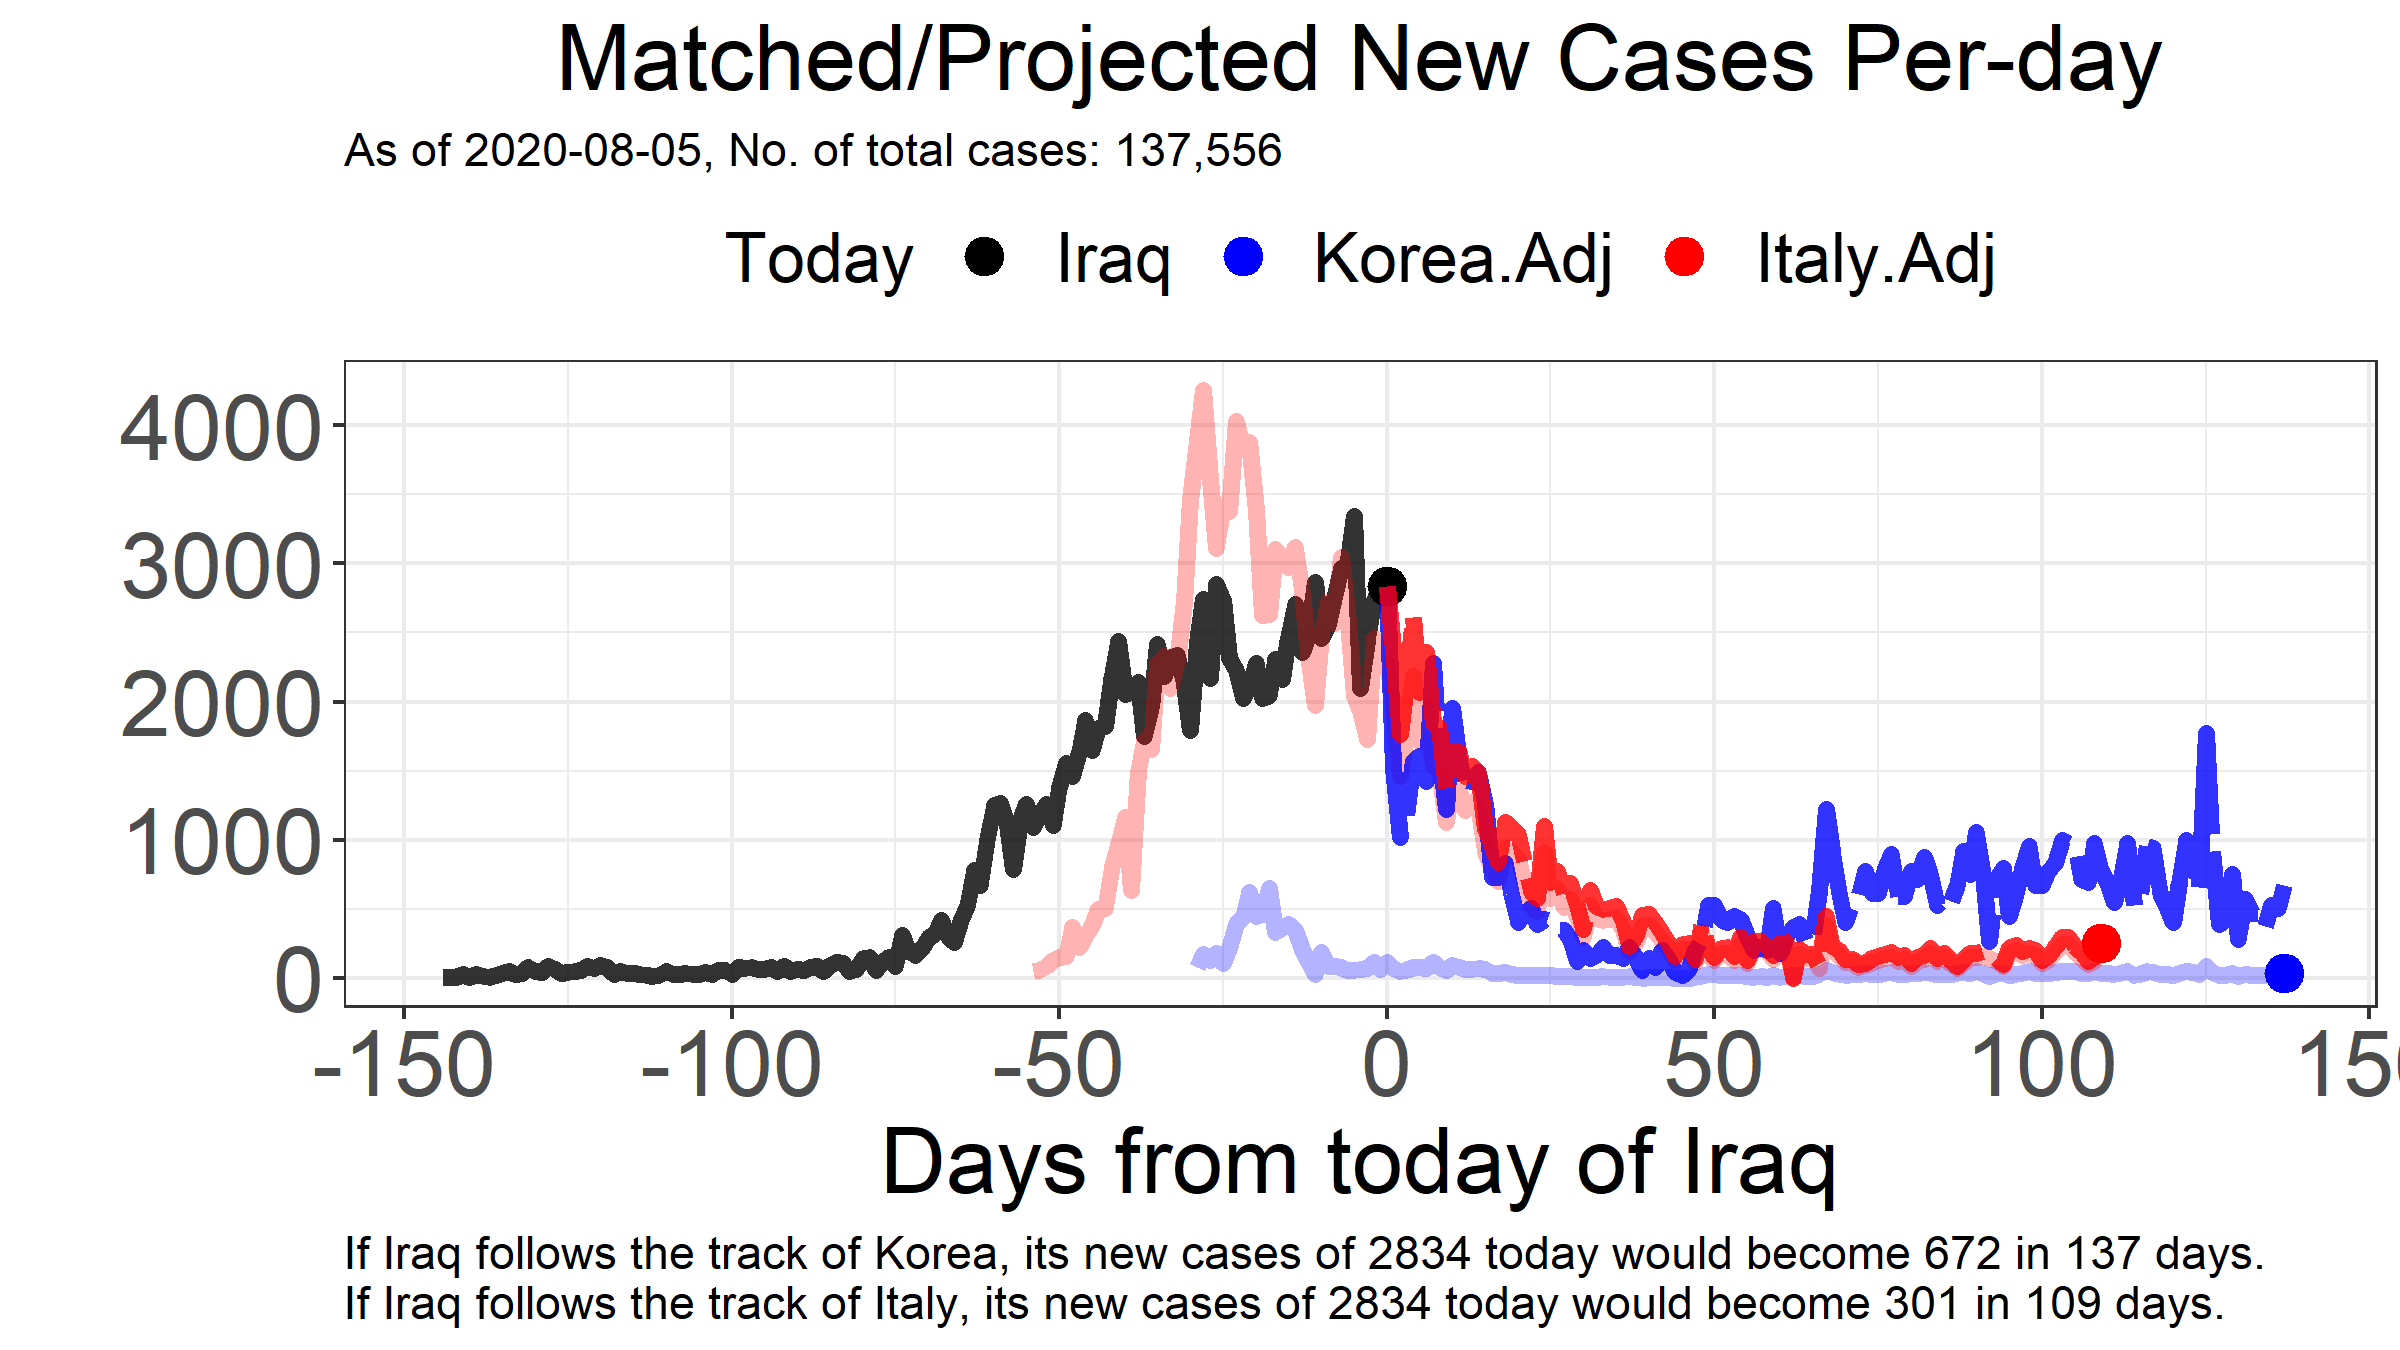 Matched/Projected New Cases Per-day
As of 2020-08-05, No. of total cases: 137,556
Today Iraq Korea.Adj Italy.Adj
4000
3000
2000
1000
0
-150 -100 -50 0 50 100 150
Days from today of Iraq
If Iraq follows the track of Korea, its new cases of 2834 today would become 672 in 137 days.
If Iraq follows the track of Italy, its new cases of 2834 today would become 301 in 109 days.